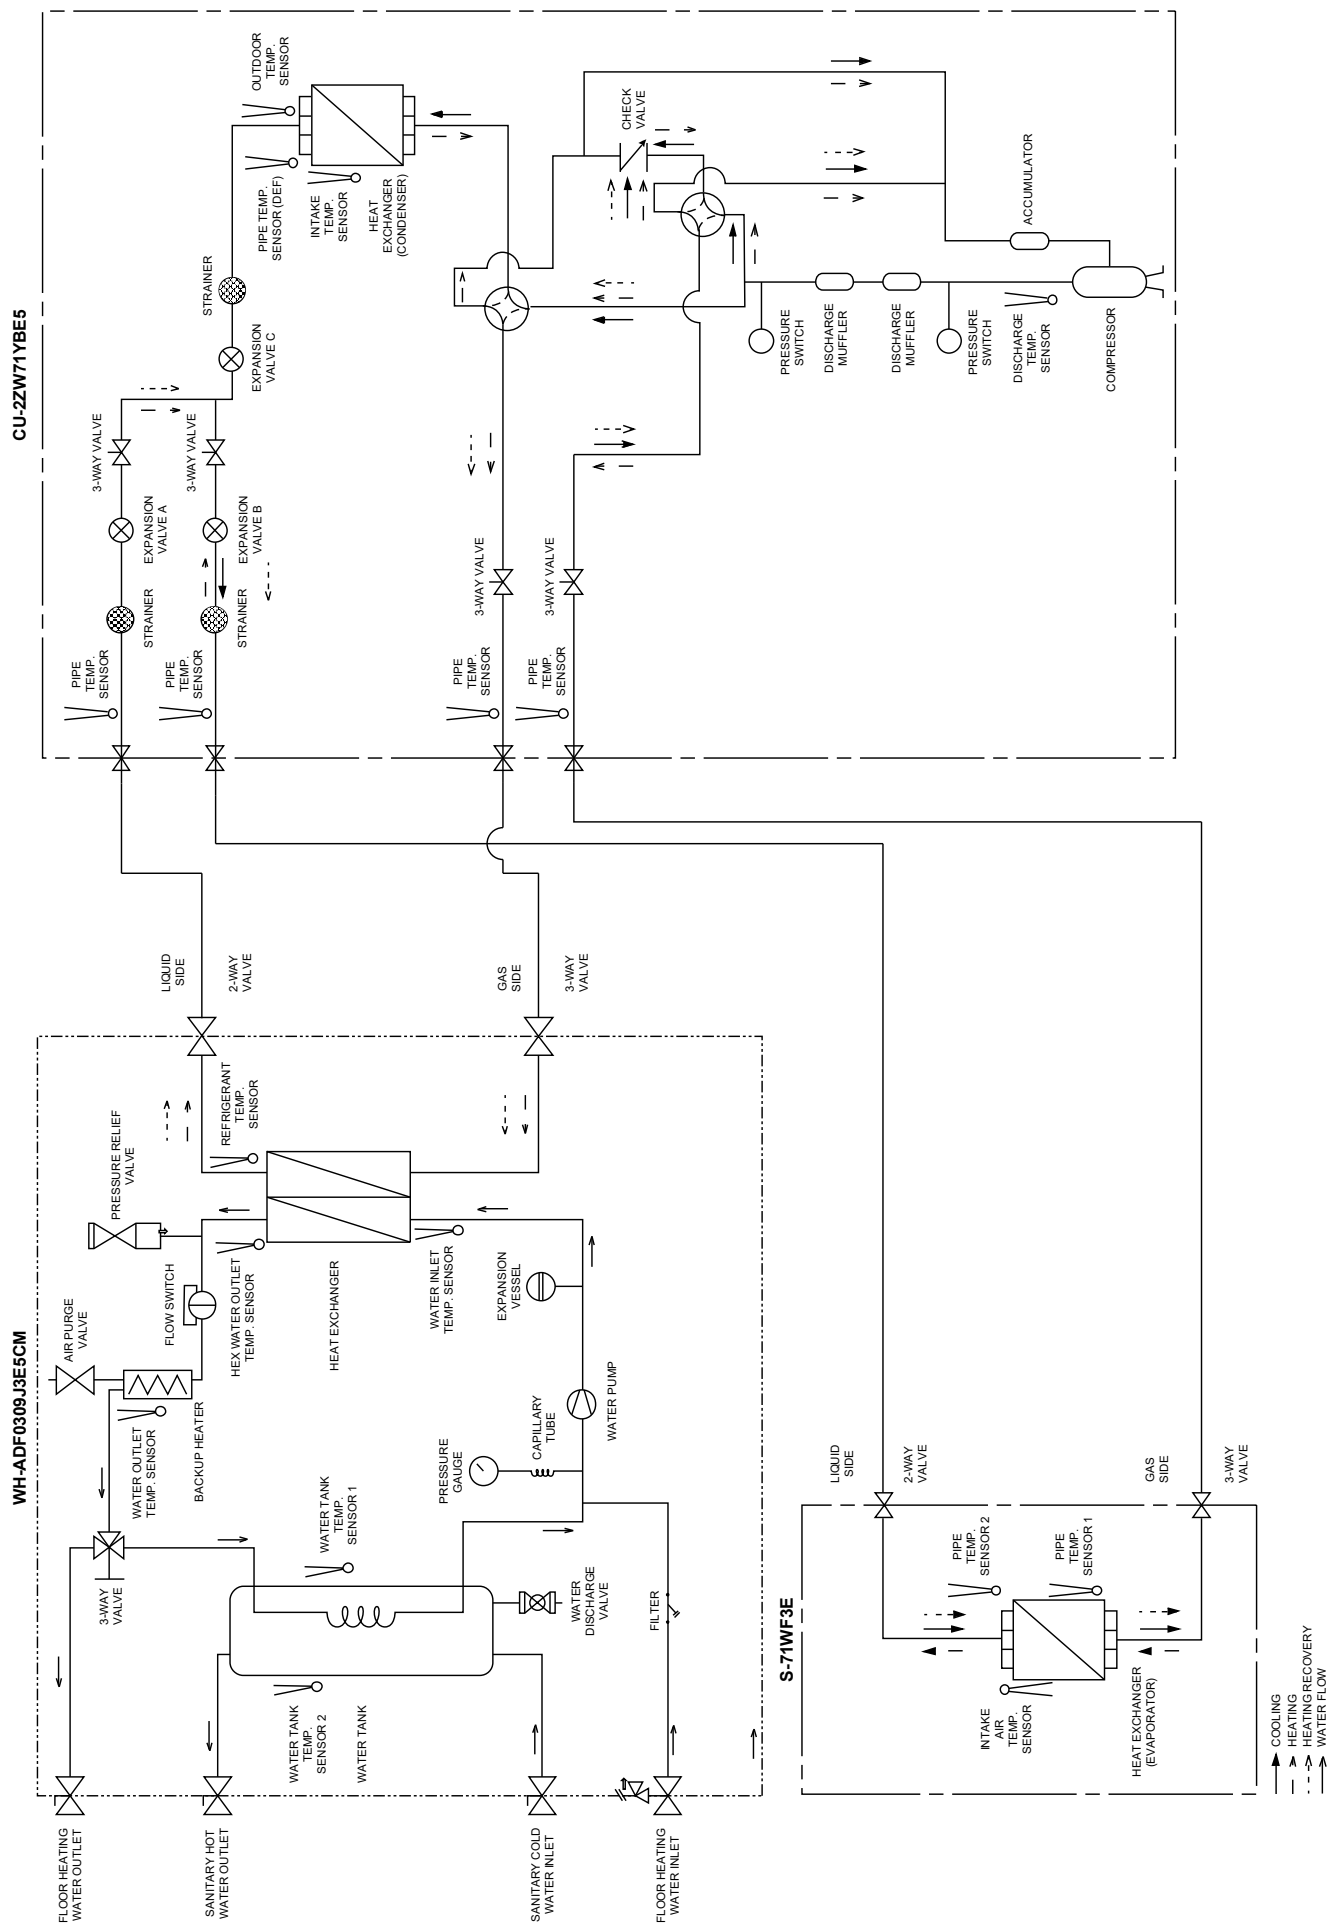 CU-2ZW71YBE5
OUTDOOR
TEMP.
SENSOR
PIPE TEMP.
SENSOR (DEF)
INTAKE
TEMP.
SENSOR
HEAT
EXCHANGER
(CONDENSER)
STRAINER
EXPANSION
VALVE C
3-WAY VALVE
3-WAY VALVE
EXPANSION
VALVE A
EXPANSION
VALVE B
STRAINER
STRAINER
PIPE
TEMP.
SENSOR
PIPE
TEMP.
SENSOR
CHECK
VALVE
ACCUMULATOR
PRESSURE
SWITCH
DISCHARGE
MUFFLER
DISCHARGE
MUFFLER
PRESSURE
SWITCH
DISCHARGE
TEMP.
SENSOR
COMPRESSOR
3-WAY VALVE
3-WAY VALVE
PIPE
TEMP.
SENSOR
PIPE
TEMP.
SENSOR
WH-ADF0309J3E5CM
LIQUID
SIDE
2-WAY
VALVE
GAS
SIDE
3-WAY
VALVE
REFRIGERANT
TEMP.
SENSOR
PRESSURE RELIEF
VALVE
FLOW SWITCH
AIR PURGE
VALVE
HEX WATER OUTLET
TEMP. SENSOR
HEAT EXCHANGER
WATER INLET
TEMP. SENSOR
EXPANSION
VESSEL
WATER OUTLET
TEMP. SENSOR
BACKUP HEATER
PRESSURE
GAUGE
CAPILLARY
TUBE
WATER PUMP
WATER TANK
TEMP.
SENSOR 1
3-WAY
VALVE
WATER
DISCHARGE
VALVE
FILTER
WATER TANK
TEMP.
SENSOR 2
WATER TANK
FLOOR HEATING
WATER OUTLET
SANITARY HOT
WATER OUTLET
SANITARY COLD
WATER INLET
FLOOR HEATING
WATER INLET
S-71WF3E
LIQUID
SIDE
2-WAY
VALVE
GAS
SIDE
3-WAY
VALVE
PIPE
TEMP.
SENSOR 2
PIPE
TEMP.
SENSOR 1
INTAKE
AIR
TEMP.
SENSOR
HEAT EXCHANGER
(EVAPORATOR)
COOLING
HEATING
HEATING RECOVERY
WATER FLOW